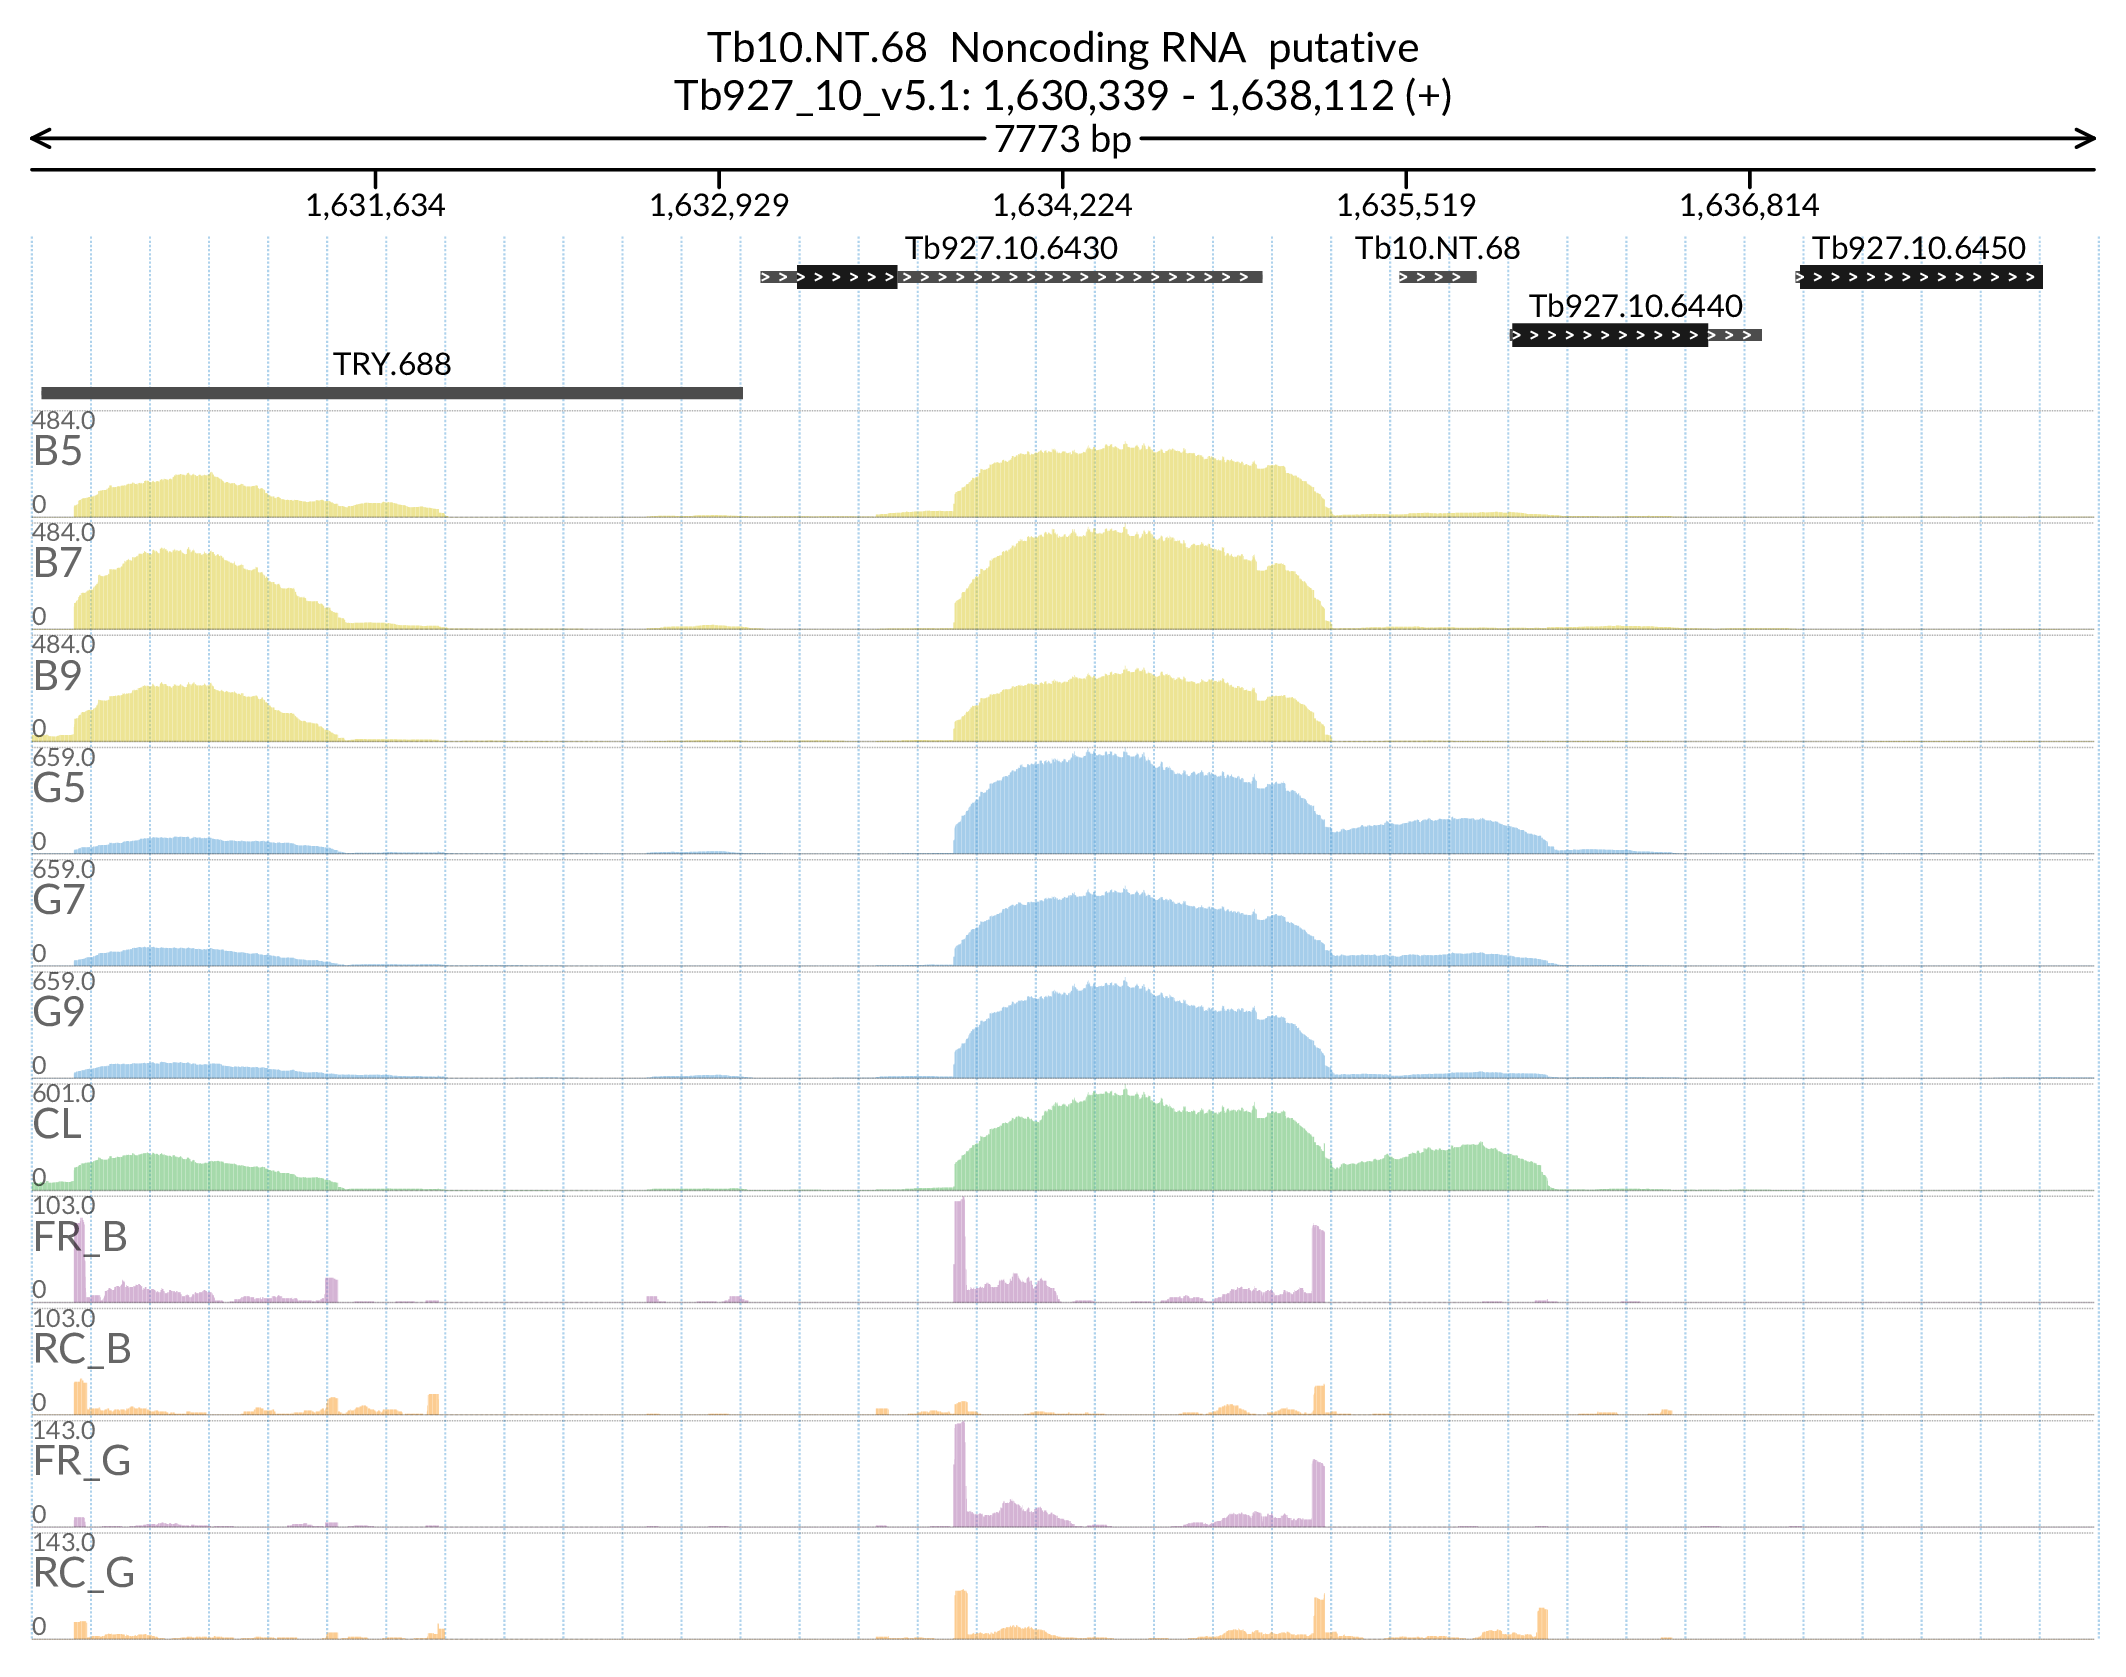 Tb10.NT.68 Noncoding RNA putative
Tb927_10_v5.1: 1,630,339 - 1,638,112 (+)
7773 bp
1,631,634 1,632,929 1,634,224 1,635,519 1,636,814
Tb927.10.6430 Tb10.NT.68 Tb927.10.6450
Tb927.10.6440
TRY.688
484.0
B5
0
484.0
B7
0
484.0
B9
0
659.0
G5
0
659.0
G7
0
659.0
G9
0
601.0
CL
0
103.0
FR_B
0
103.0
RC_B
0
143.0
FR_G
0
143.0
RC_G
0